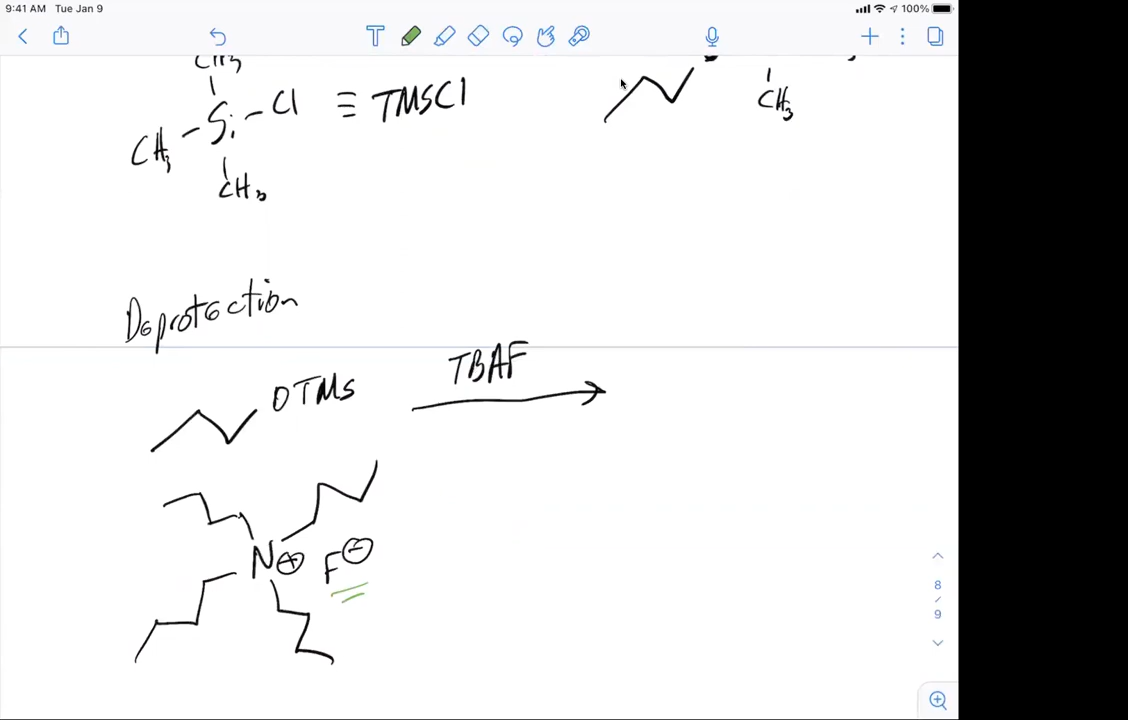 9:41 AM Tue Jan 9
100%
CH3
Si
Cl
≡ TMSCl
CH3
CH3
CH3
Deprotection
OTMS
TBAF
N⊕ F⊖
8
/
9